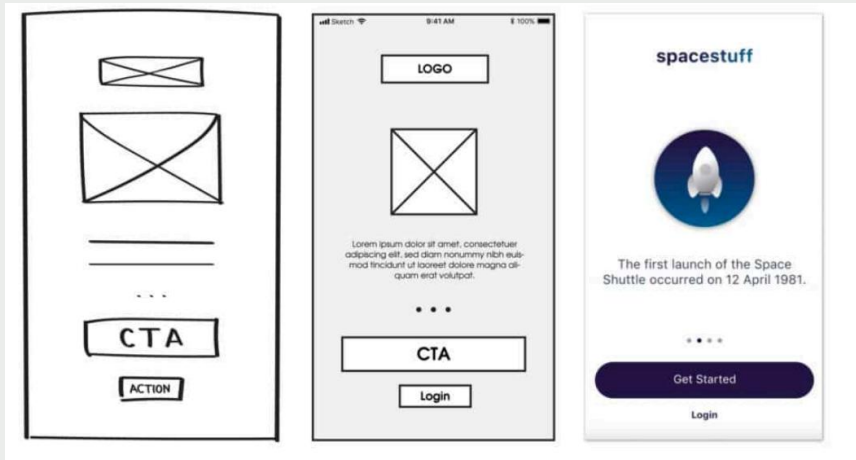 CTA
ACTION
Sketch 9:41 AM 100%
LOGO
Lorem ipsum dolor sit amet, consectetuer
adipiscing elit, sed diam nonummy nibh euis-
mod tincidunt ut laoreet dolore magna ali-
quam erat volutpat.
CTA
Login
spacestuff
The first launch of the Space
Shuttle occurred on 12 April 1981.
Get Started
Login